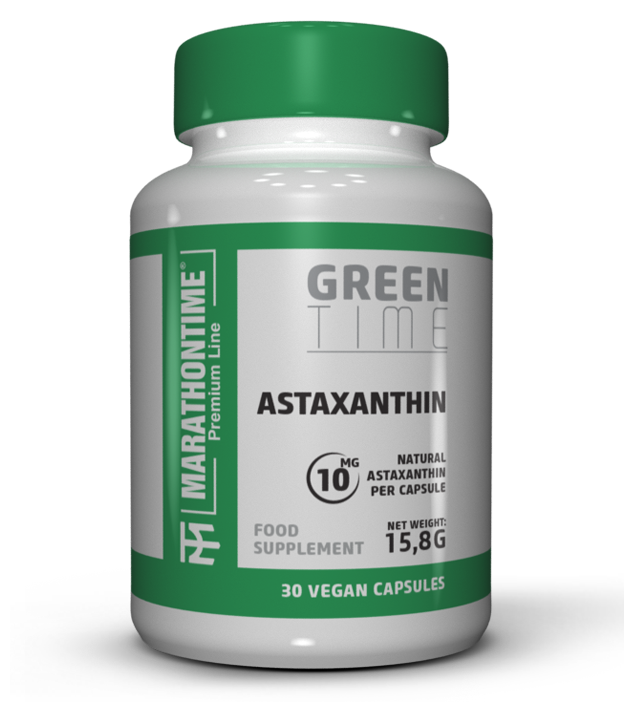 MARATHONTIME®
Premium Line
GREEN
TIME
ASTAXANTHIN
10 MG
NATURAL
ASTAXANTHIN
PER CAPSULE
FOOD
SUPPLEMENT
NET WEIGHT:
15,8G
30 VEGAN CAPSULES